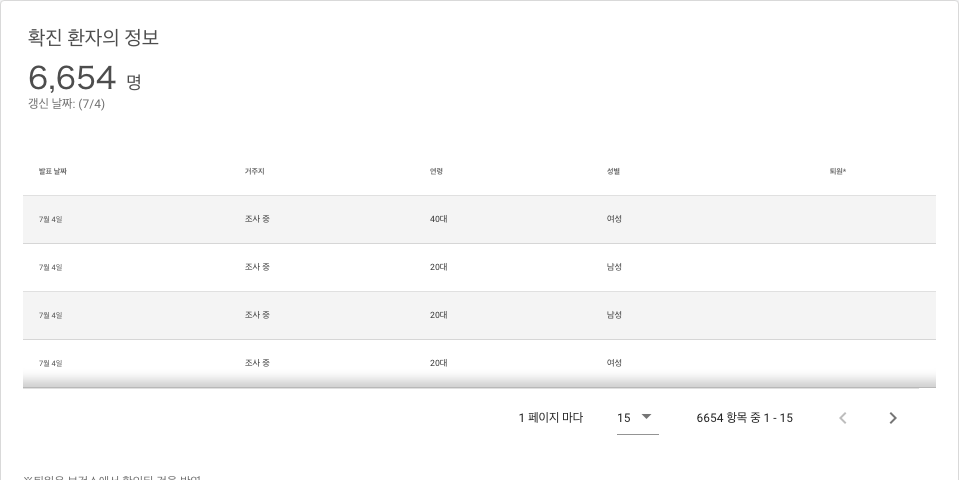 확진 환자의 정보
6,654 명
갱신 날짜: (7/4)
발표 날짜 거주지 연령 성별 퇴원*
7월 4일 조사 중 40대 여성
7월 4일 조사 중 20대 남성
7월 4일 조사 중 20대 남성
7월 4일 조사 중 20대 여성
1 페이지 마다 15 6654 항목 중 1 - 15